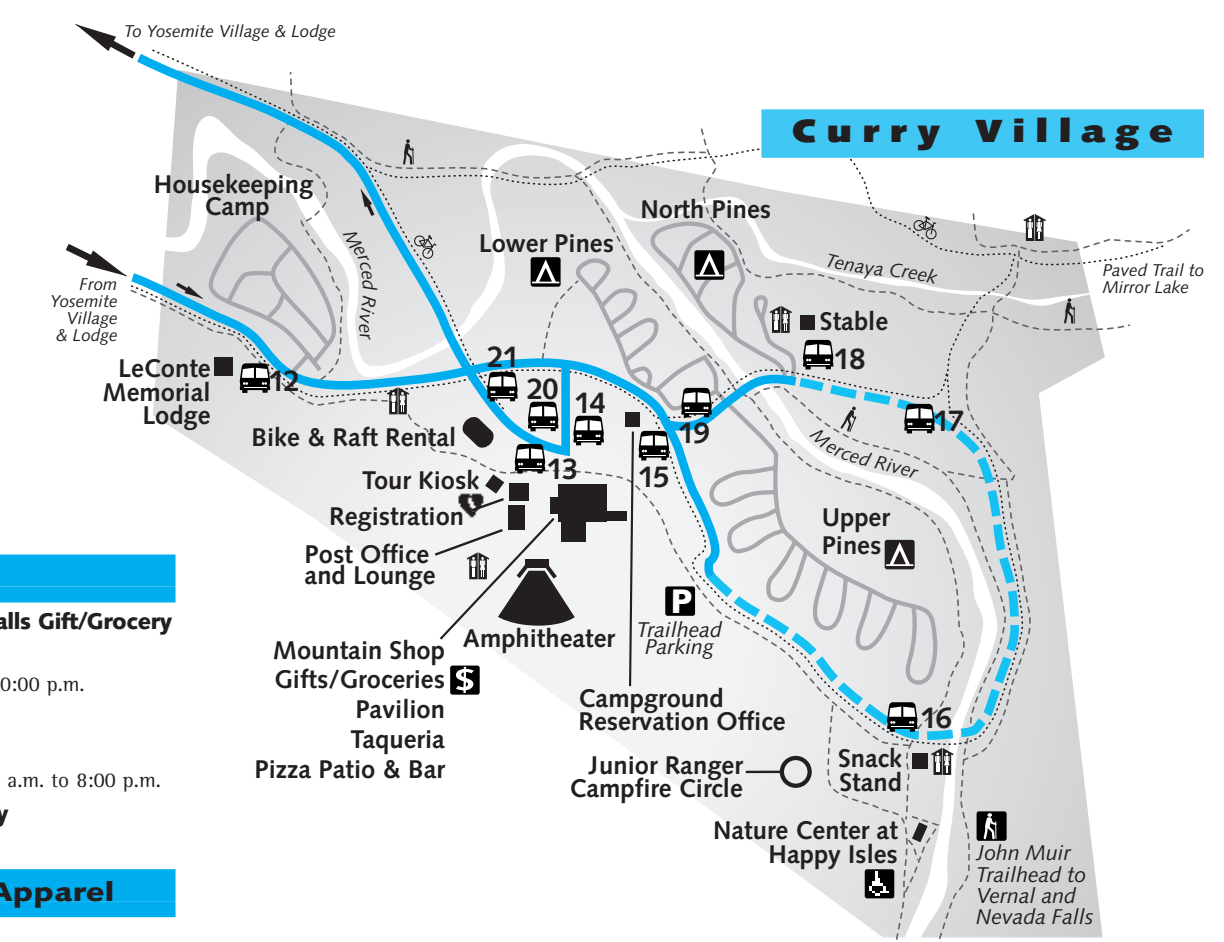 To Yosemite Village & Lodge
Curry Village
Housekeeping
Camp
North Pines
Lower Pines
Merced River
Tenaya Creek
Paved Trail to
Mirror Lake
From
Yosemite
Village
& Lodge
Stable
18
LeConte
Memorial
Lodge
12
21
20
14
19
17
Bike & Raft Rental
13
15
Merced River
Tour Kiosk
Registration
Post Office
and Lounge
Upper
Pines
P
Trailhead
Parking
Amphitheater
Mountain Shop
Gifts/Groceries
$
Pavilion
Taqueria
Pizza Patio & Bar
Campground
Reservation Office
16
Snack
Stand
Junior Ranger
Campfire Circle
Nature Center at
Happy Isles
John Muir
Trailhead to
Vernal and
Nevada Falls
alls Gift/Grocery
0:00 p.m.
a.m. to 8:00 p.m.
y
Apparel